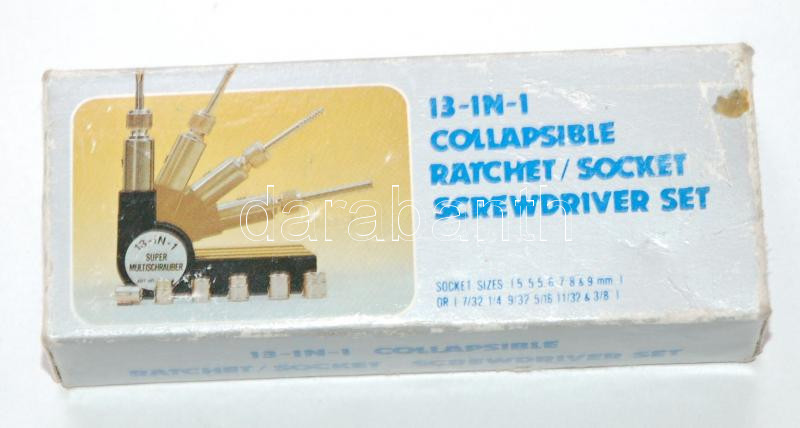 13-IN-1
COLLAPSIBLE
RATCHET/SOCKET
SCREWDRIVER SET
13-IN-1
SUPER
MULTISCHRAUBER
SOCKET SIZES (5 5.5 6 7 8 & 9 mm)
OR ( 7/32 1/4 9/32 5/16 11/32 & 3/8 )
13-IN-1 COLLAPSIBLE
RATCHET/SOCKET SCREWDRIVER SET
darabanth